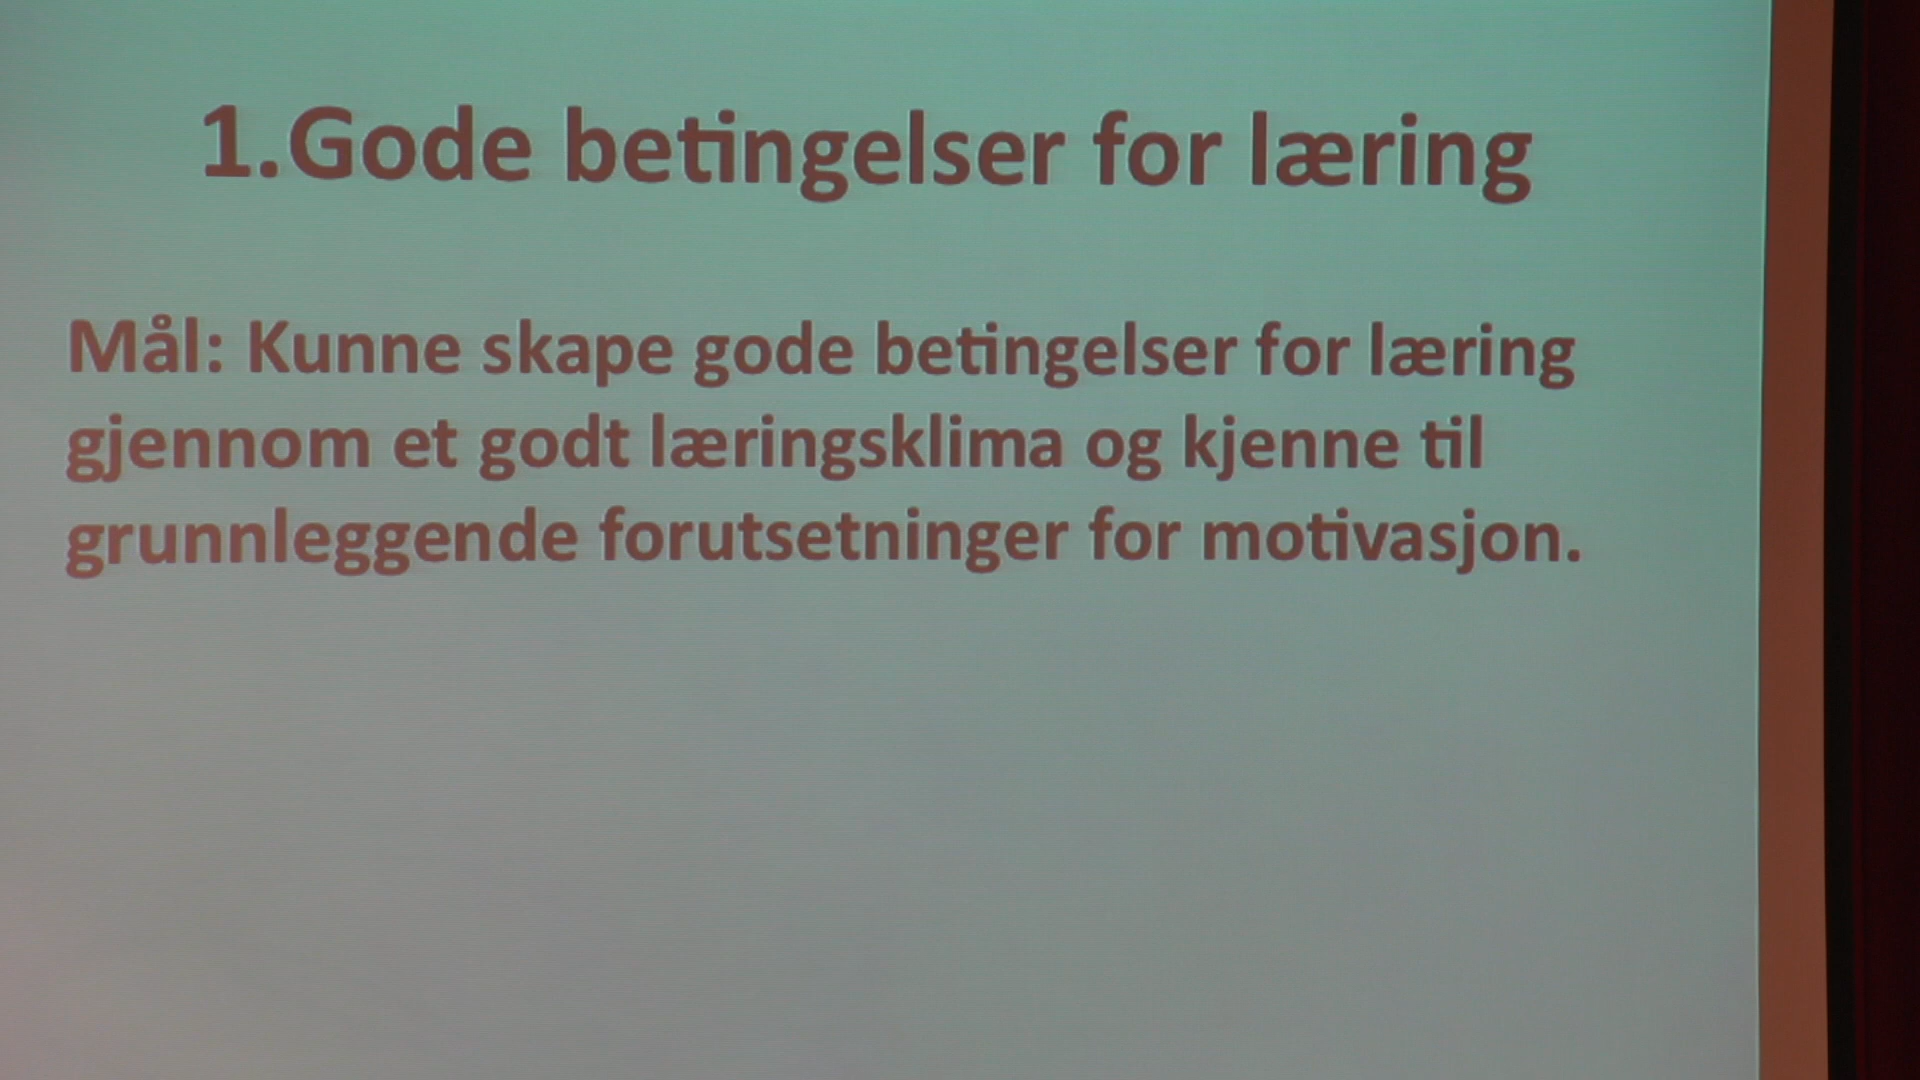 1.Gode betingelser for læring
Mål: Kunne skape gode betingelser for læring
gjennom et godt læringsklima og kjenne til
grunnleggende forutsetninger for motivasjon.